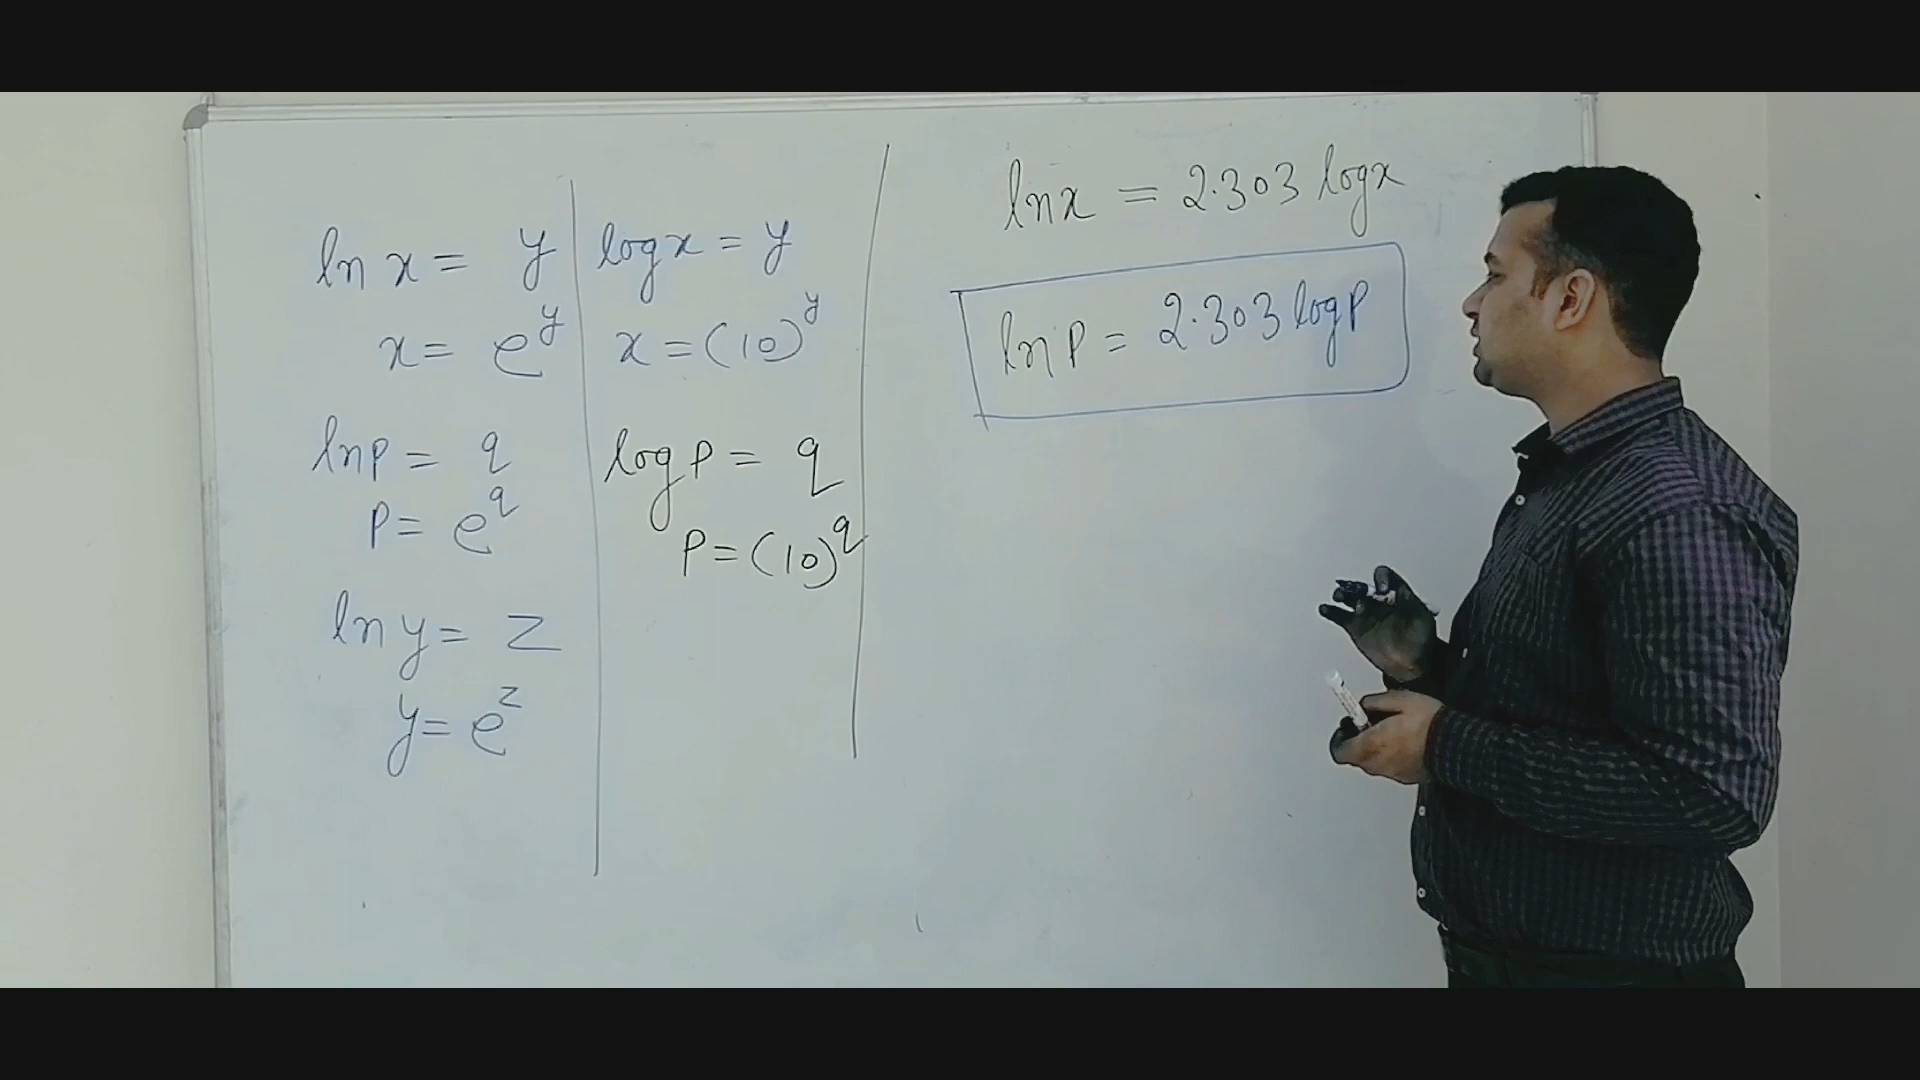 ln x = y
x = e^y
ln p = q
p = e^q
ln y = z
y = e^z
log x = y
x = (10)^y
log p = q
p = (10)^q
ln x = 2.303 log x
ln p = 2.303 log p